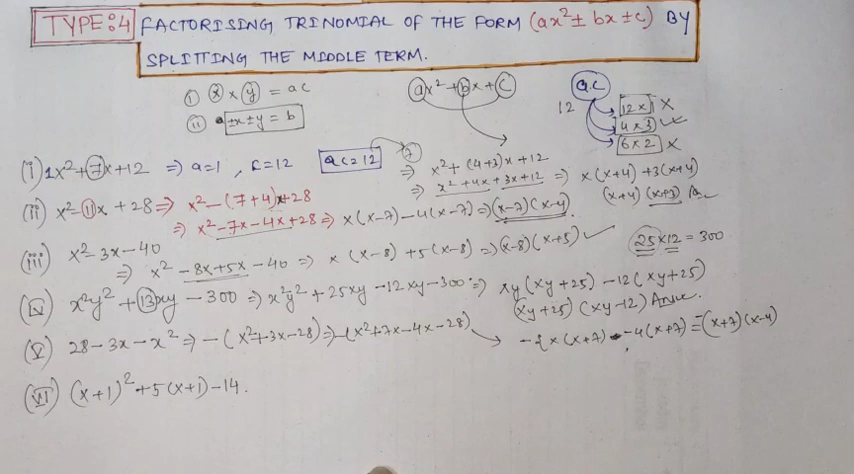 TYPE:4 FACTORISING TRINOMIAL OF THE FORM (ax² ± bx ± c) BY
SPLITTING THE MIDDLE TERM.
(i) x × y = ac
(ii) ±x ± y = b
ax² + bx + c
a.c
12
12 × 1 ×
4 × 3 ✓
6 × 2 ×
(i) 1x² + 7x + 12 ⇒ a = 1, c = 12 ac = 12 7
⇒ x² + (4+3)x + 12
⇒ x² + 4x + 3x + 12 ⇒ x(x+4) + 3(x+4)
(x+4)(x+3)
(ii) x² - 11x + 28 ⇒ x² - (7+4)x + 28
⇒ x² - 7x - 4x + 28 ⇒ x(x-7) - 4(x-7) ⇒ (x-7)(x-4).
(iii) x² - 3x - 40
⇒ x² - 8x + 5x - 40 ⇒ x(x-8) + 5(x-8) ⇒ (x-8)(x+5) ✓
25 × 12 = 300
(iv) x²y² + 13xy - 300 ⇒ x²y² + 25xy - 12xy - 300 ⇒ xy(xy+25) - 12(xy+25)
(xy+25)(xy-12)
(v) 28 - 3x - x² ⇒ -(x² + 3x - 28) ⇒ -(x² + 7x - 4x - 28)
-{x(x+7) - 4(x+7) = -(x+7)(x-4)
(vi) (x+1)² + 5(x+1) - 14.